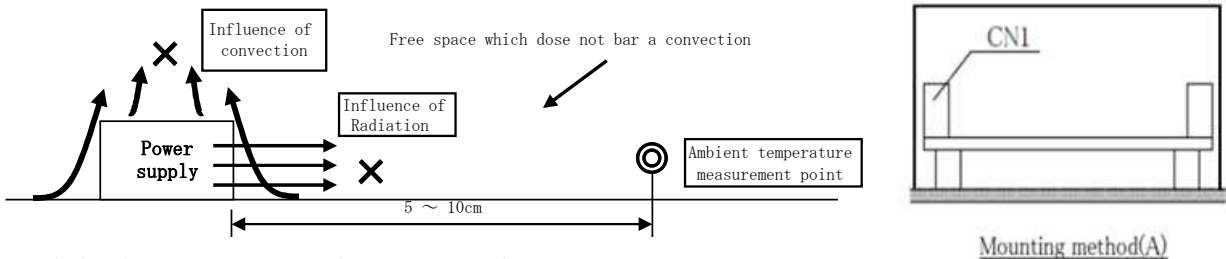 Influence of
convection
Free space which dose not bar a convection
Influence of
Radiation
Power
supply
Ambient temperature
measurement point
5 ～ 10cm
CN1
Mounting method(A)